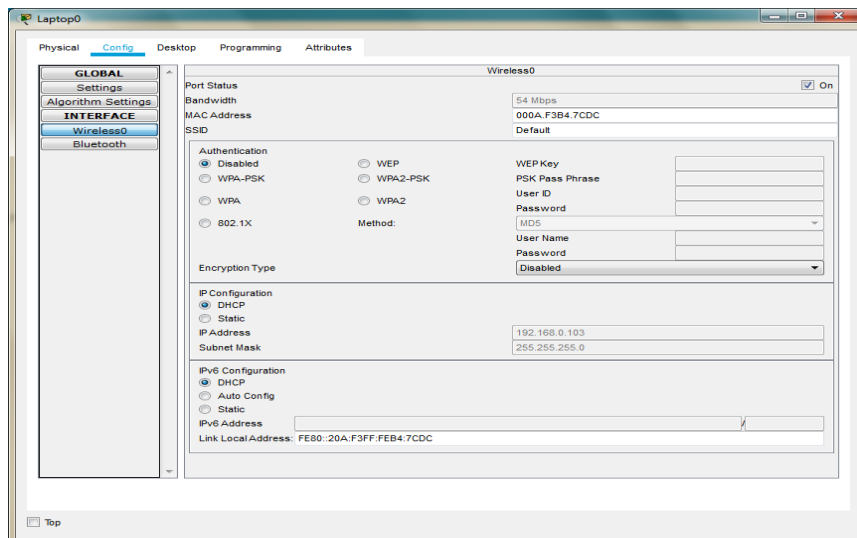 Laptop0
Physical Config Desktop Programming Attributes
GLOBAL
Settings
Algorithm Settings
INTERFACE
Wireless0
Bluetooth
Wireless0
Port Status On
Bandwidth 54 Mbps
MAC Address 000A.F3B4.7CDC
SSID Default
Authentication
Disabled WEP WEP Key
WPA-PSK WPA2-PSK PSK Pass Phrase
User ID
WPA WPA2
Password
802.1X Method: MD5
User Name
Password
Encryption Type Disabled
IP Configuration
DHCP
Static
IP Address 192.168.0.103
Subnet Mask 255.255.255.0
IPv6 Configuration
DHCP
Auto Config
Static
IPv6 Address /
Link Local Address: FE80::20A:F3FF:FEB4:7CDC
Top